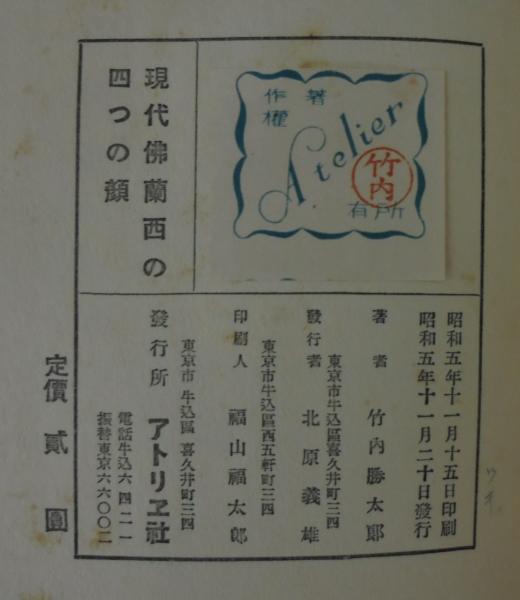 現代佛蘭西の
四つの顔
著作權
Atelier
竹内
所有
昭和五年十一月十五日印刷
昭和五年十一月二十日發行
著者 竹内勝太郎
東京市牛込區喜久井町三四
發行者 北原義雄
東京市牛込區西五軒町三四
印刷人 福山福太郎
東京市牛込區喜久井町三四
發行所 アトリヱ社
電話牛込六四二一
振替東京六六〇〇二
定價貳圓